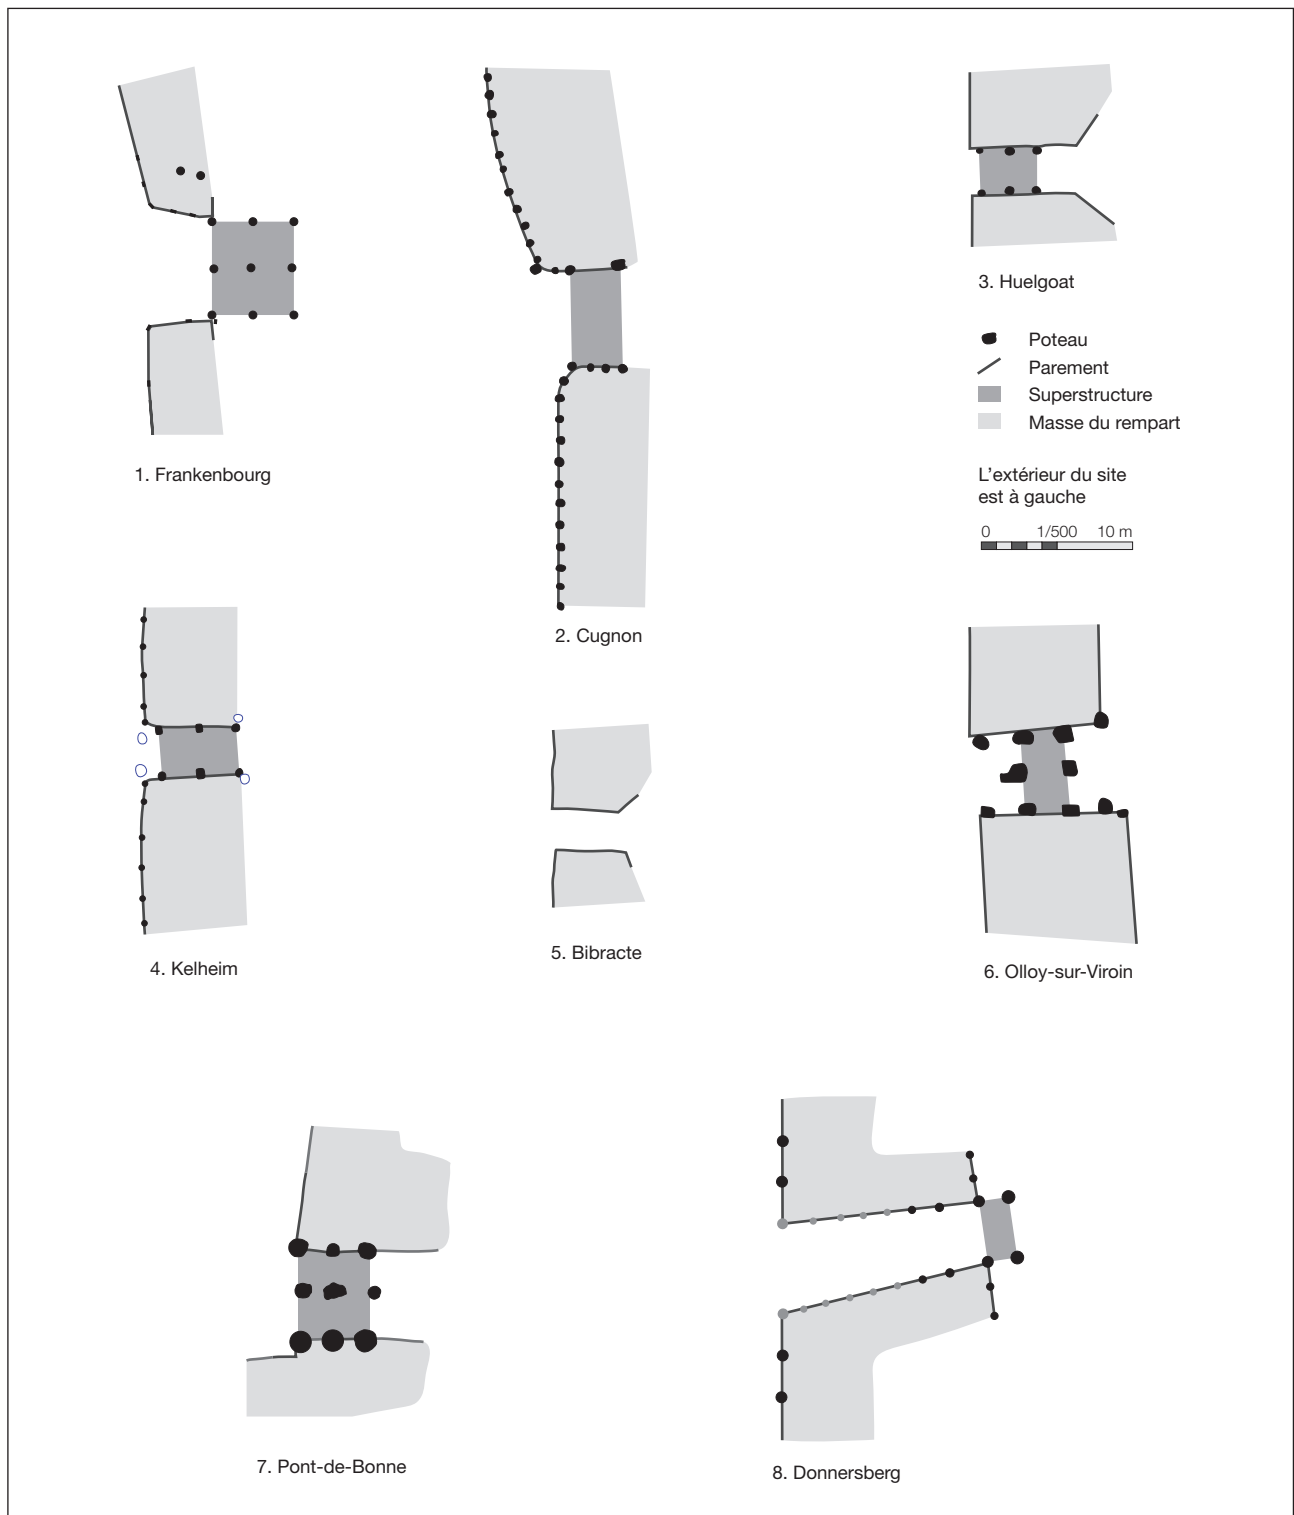 1. Frankenbourg
2. Cugnon
3. Huelgoat
Poteau
Parement
Superstructure
Masse du rempart
L'extérieur du site
est à gauche
0 1/500 10 m
4. Kelheim
5. Bibracte
6. Olloy-sur-Viroin
7. Pont-de-Bonne
8. Donnersberg